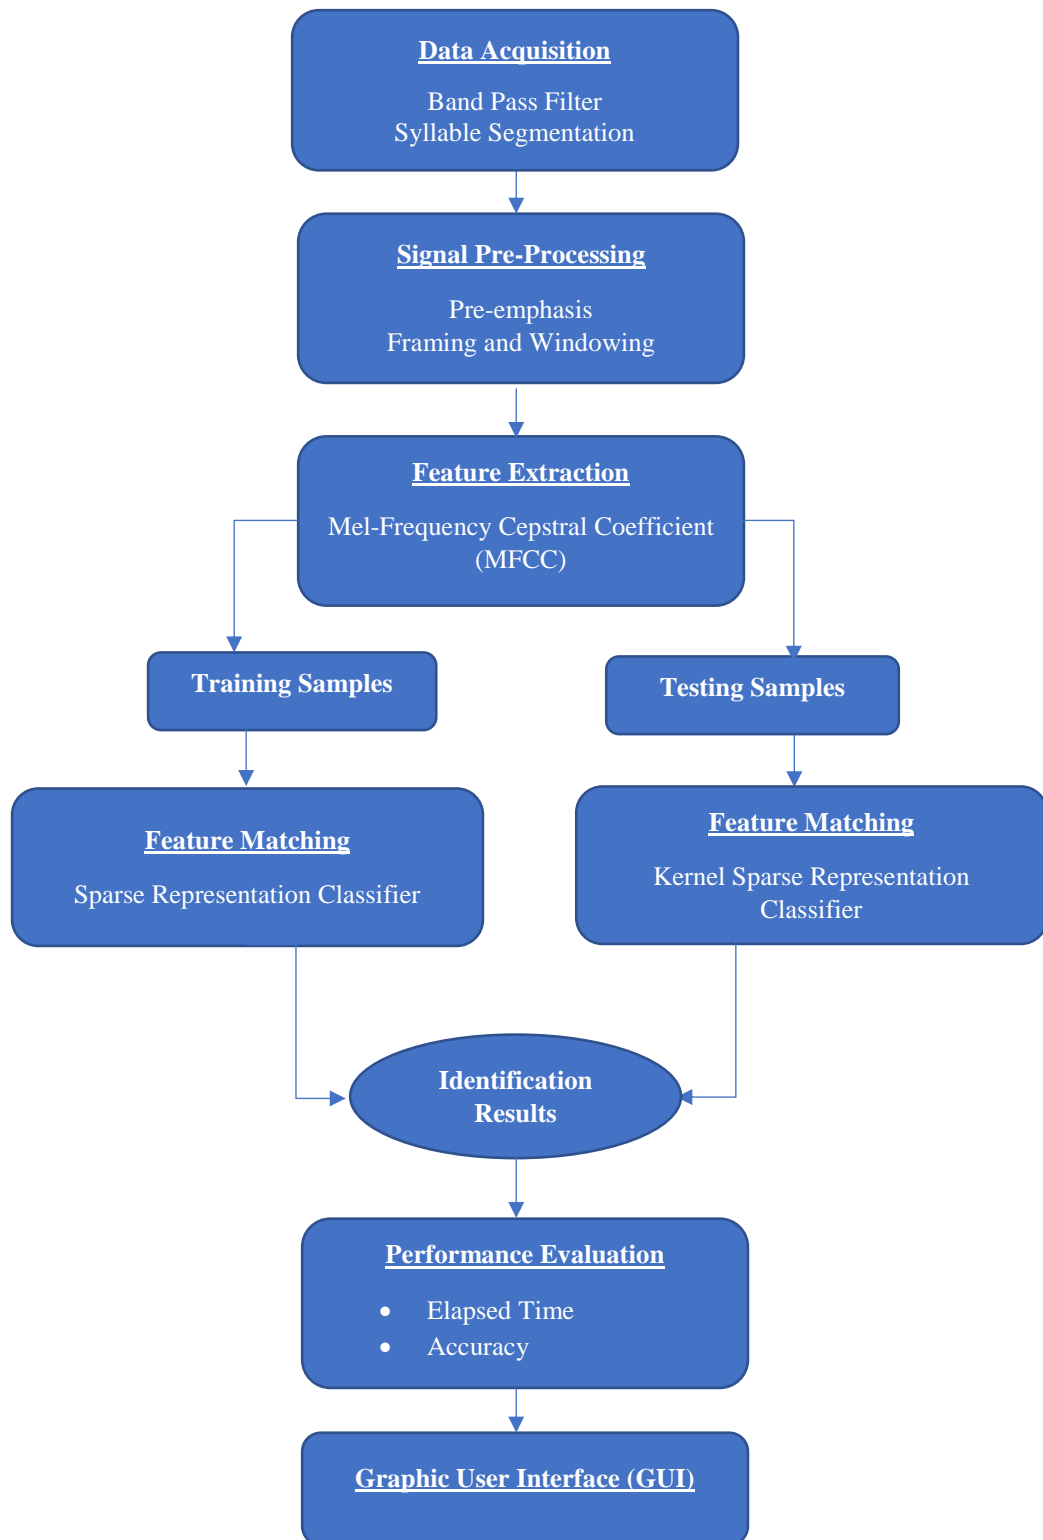 Data Acquisition
Band Pass Filter
Syllable Segmentation
Signal Pre-Processing
Pre-emphasis
Framing and Windowing
Feature Extraction
Mel-Frequency Cepstral Coefficient
(MFCC)
Training Samples
Testing Samples
Feature Matching
Sparse Representation Classifier
Feature Matching
Kernel Sparse Representation
Classifier
Identification
Results
Performance Evaluation
• Elapsed Time
• Accuracy
Graphic User Interface (GUI)